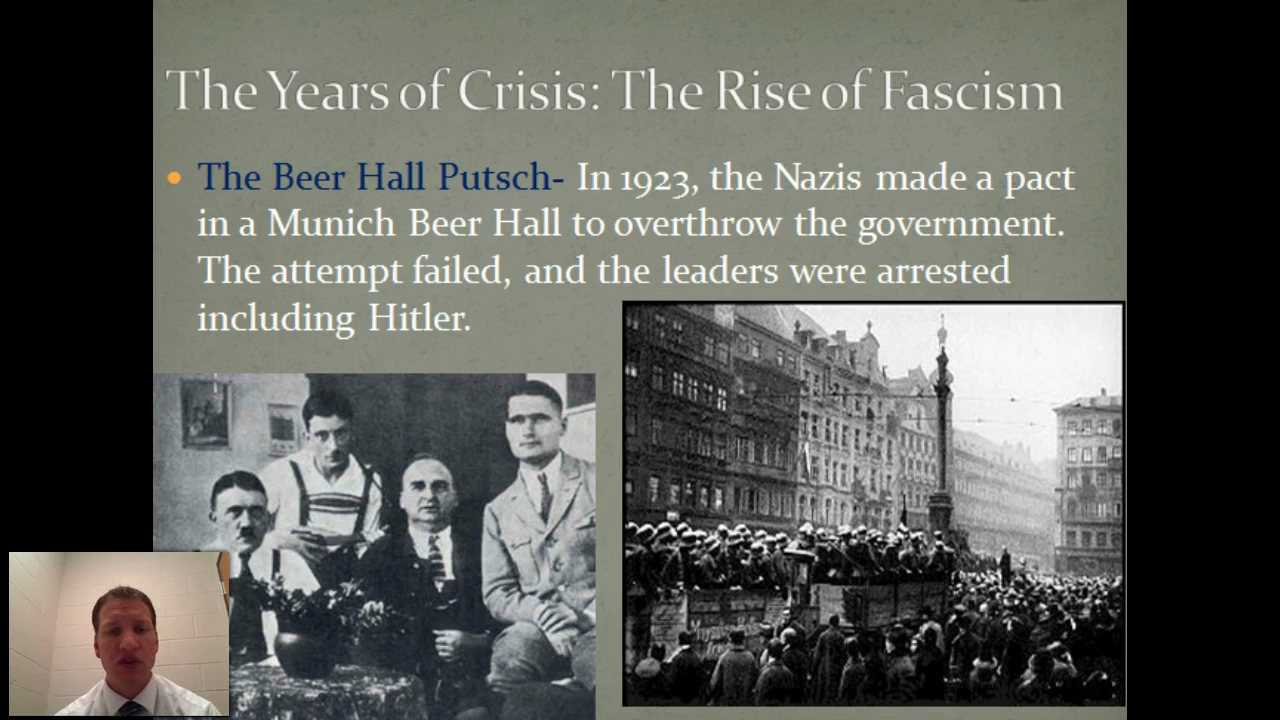 The Years of Crisis: The Rise of Fascism
• The Beer Hall Putsch- In 1923, the Nazis made a pact
in a Munich Beer Hall to overthrow the government.
The attempt failed, and the leaders were arrested
including Hitler.